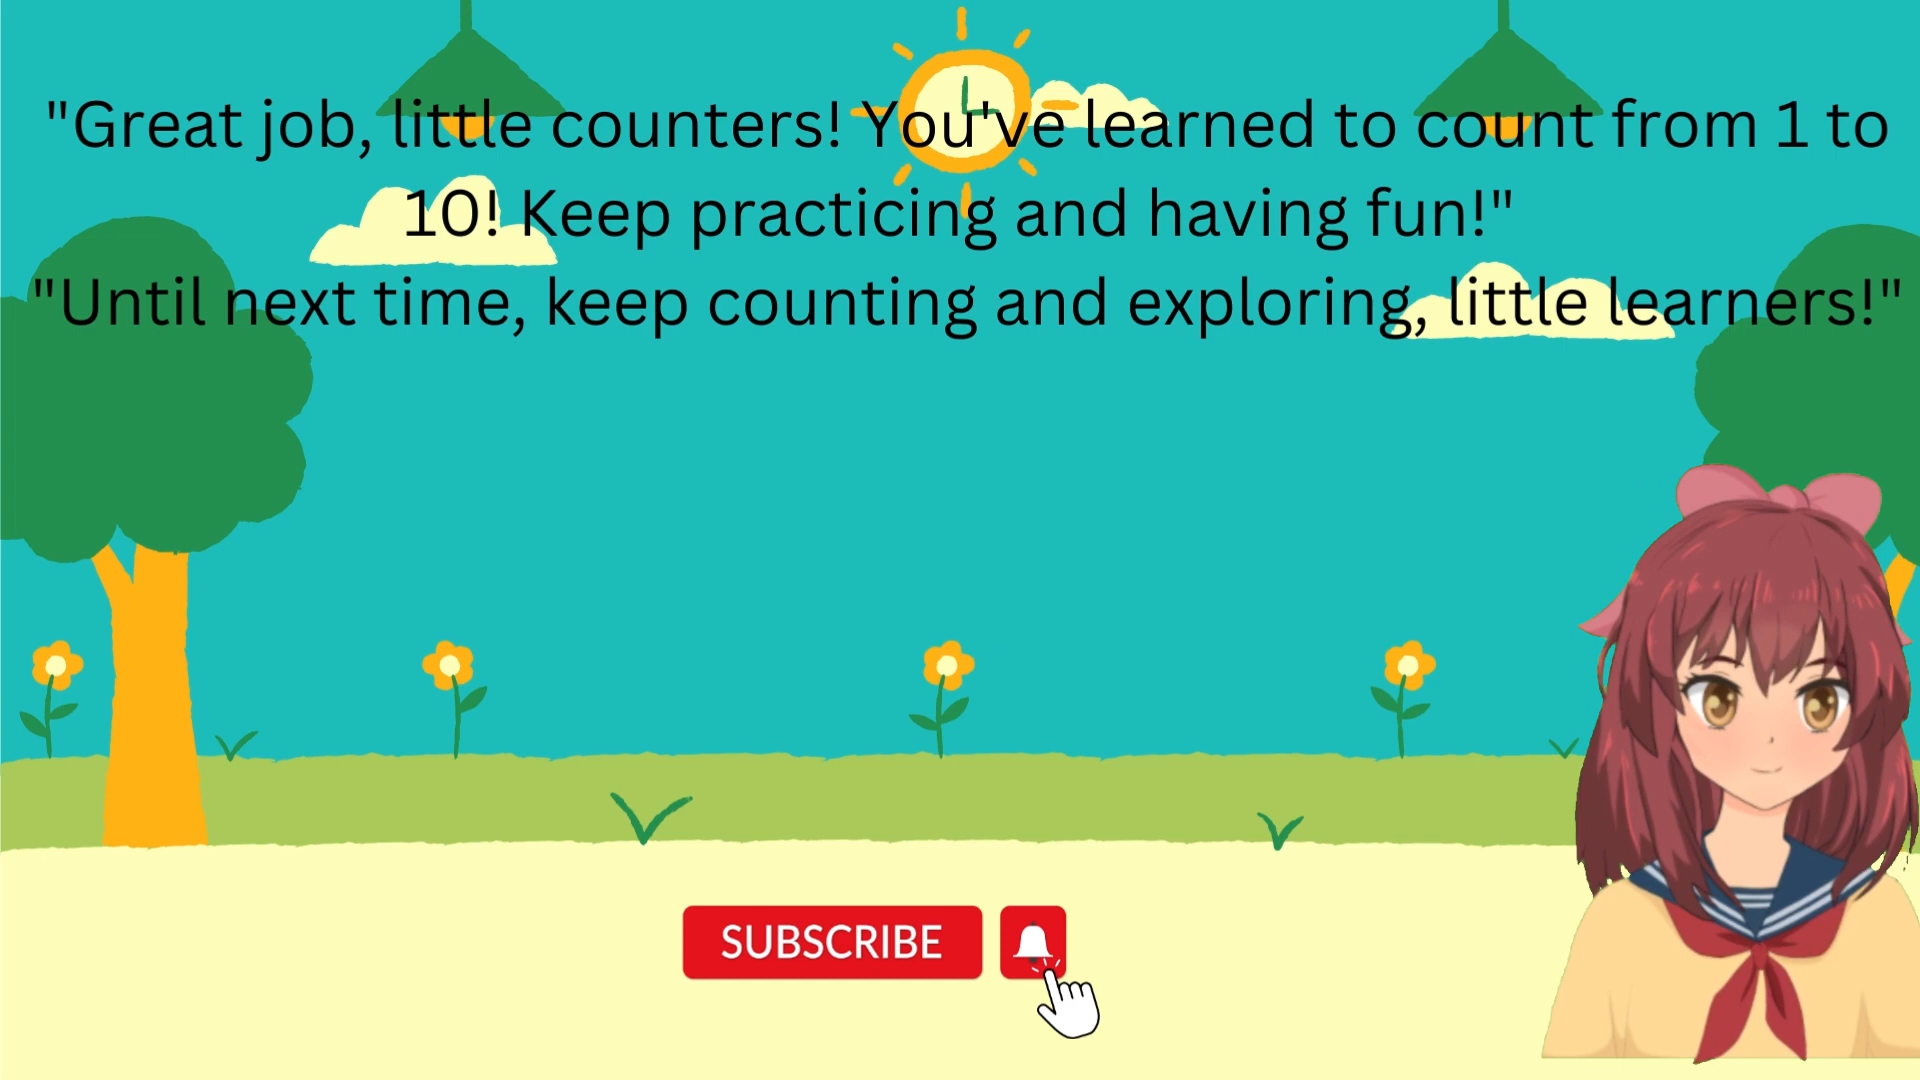 "Great job, little counters! You've learned to count from 1 to
10! Keep practicing and having fun!"
"Until next time, keep counting and exploring, little learners!"
SUBSCRIBE